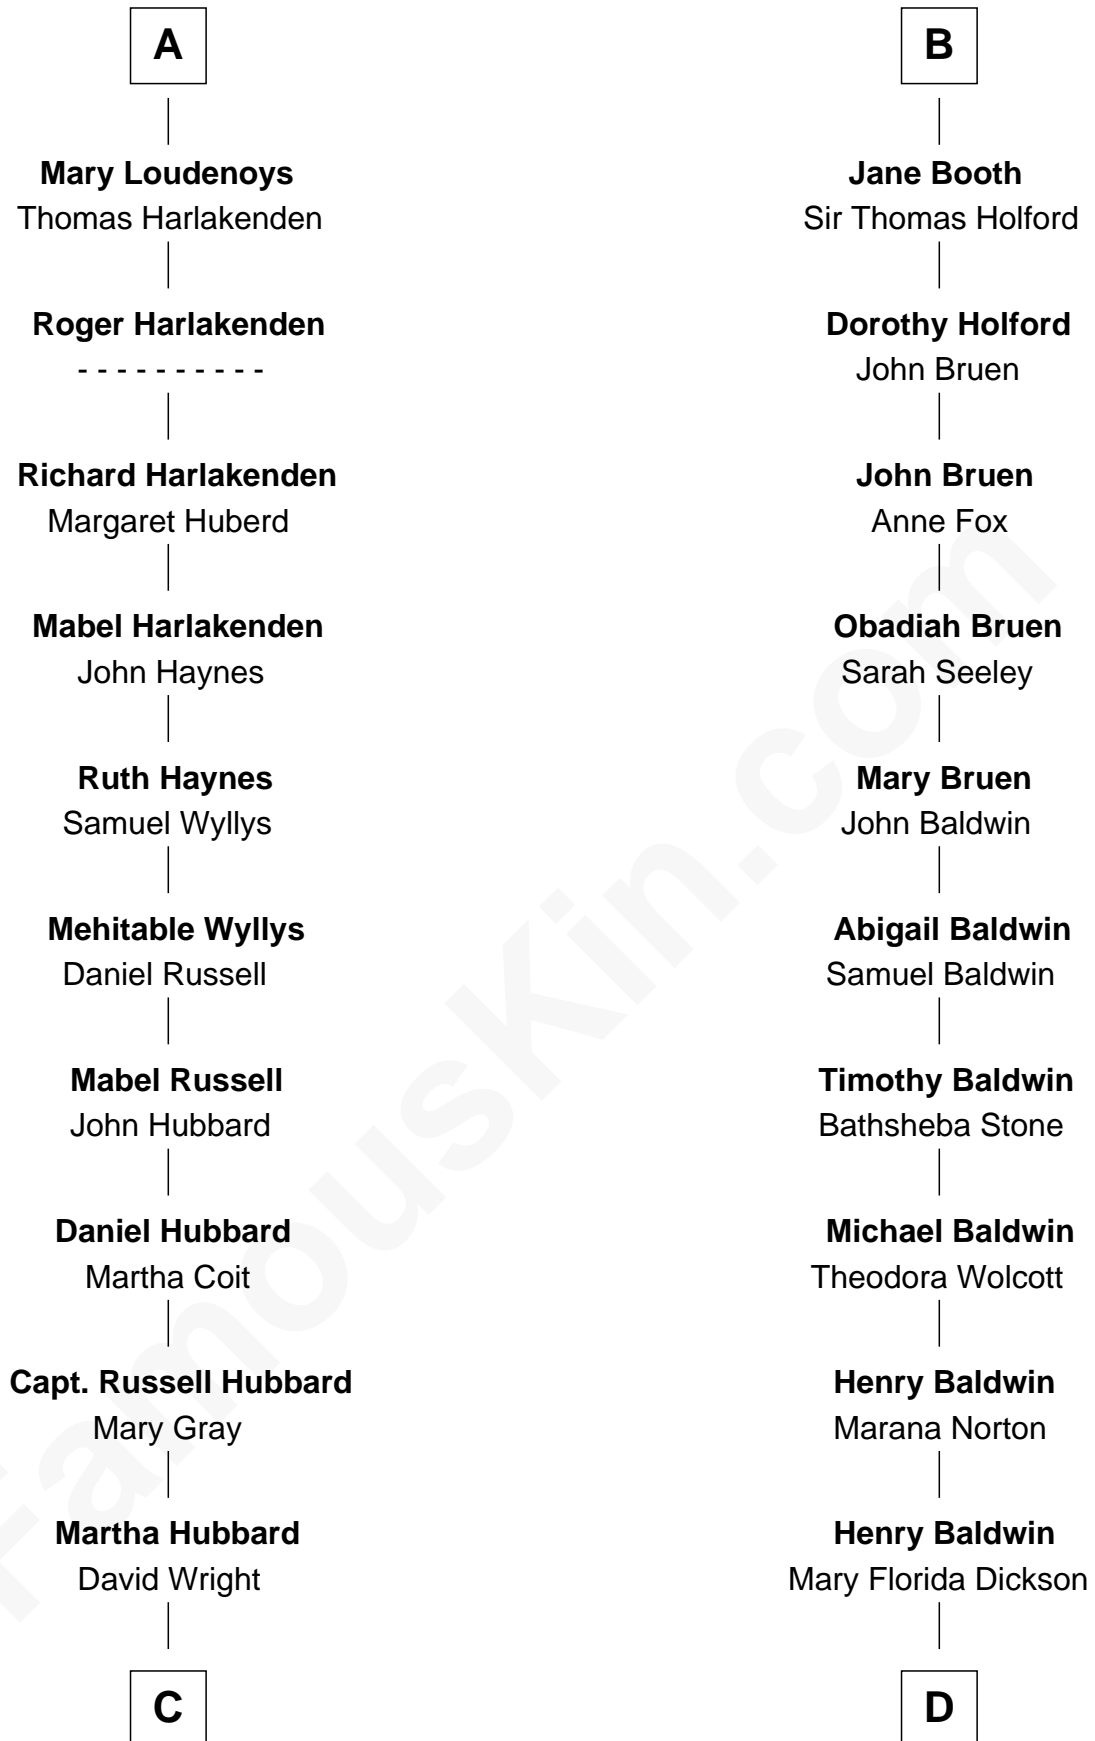 A
Mary Loudenoys
Thomas Harlakenden
Roger Harlakenden
- - - - - - - - - -
Richard Harlakenden
Margaret Huberd
Mabel Harlakenden
John Haynes
Ruth Haynes
Samuel Wyllys
Mehitable Wyllys
Daniel Russell
Mabel Russell
John Hubbard
Daniel Hubbard
Martha Coit
Capt. Russell Hubbard
Mary Gray
Martha Hubbard
David Wright
C
B
Jane Booth
Sir Thomas Holford
Dorothy Holford
John Bruen
John Bruen
Anne Fox
Obadiah Bruen
Sarah Seeley
Mary Bruen
John Baldwin
Abigail Baldwin
Samuel Baldwin
Timothy Baldwin
Bathsheba Stone
Michael Baldwin
Theodora Wolcott
Henry Baldwin
Marana Norton
Henry Baldwin
Mary Florida Dickson
D
FamousKin.com